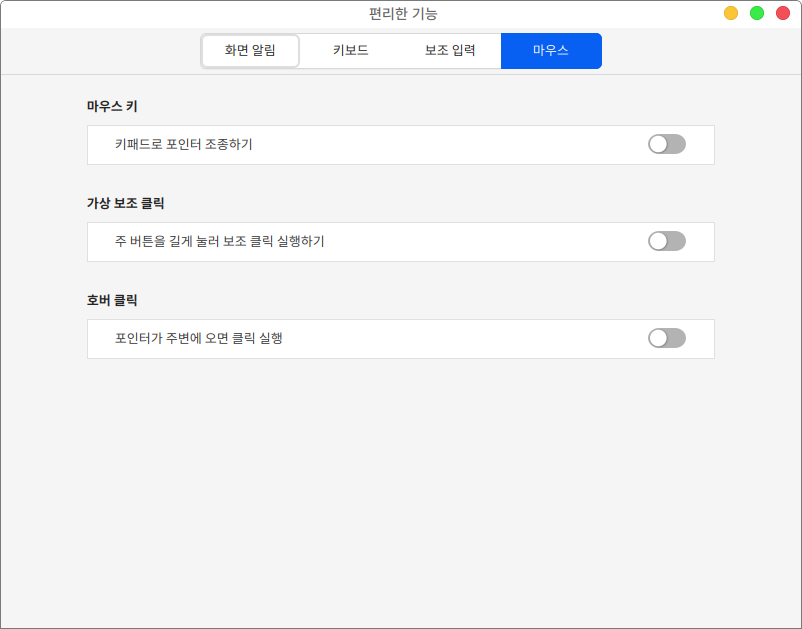 편리한 기능
화면 알림
키보드
보조 입력
마우스
마우스 키
키패드로 포인터 조종하기
가상 보조 클릭
주 버튼을 길게 눌러 보조 클릭 실행하기
호버 클릭
포인터가 주변에 오면 클릭 실행